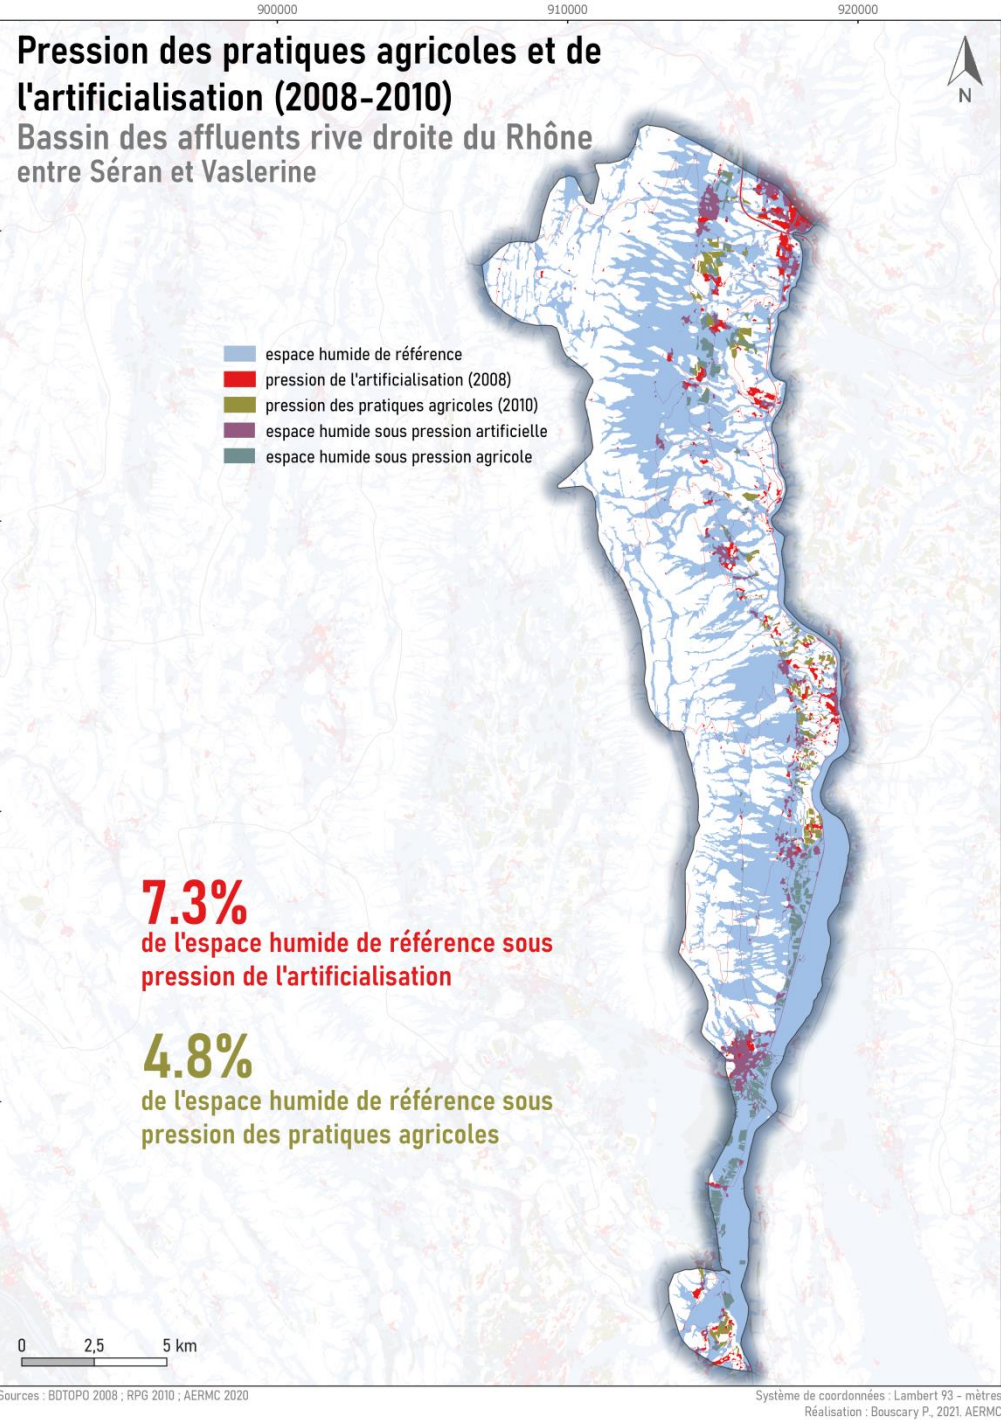 900000 910000 920000
Pression des pratiques agricoles et de
l'artificialisation (2008-2010)
Bassin des affluents rive droite du Rhône
entre Séran et Vaslerine
N
espace humide de référence
pression de l'artificialisation (2008)
pression des pratiques agricoles (2010)
espace humide sous pression artificielle
espace humide sous pression agricole
7.3%
de l'espace humide de référence sous
pression de l'artificialisation
4.8%
de l'espace humide de référence sous
pression des pratiques agricoles
0 2,5 5 km
Sources : BDTOPO 2008 ; RPG 2010 ; AERMC 2020
Système de coordonnées : Lambert 93 - mètres
Réalisation : Bouscary P., 2021. AERMC